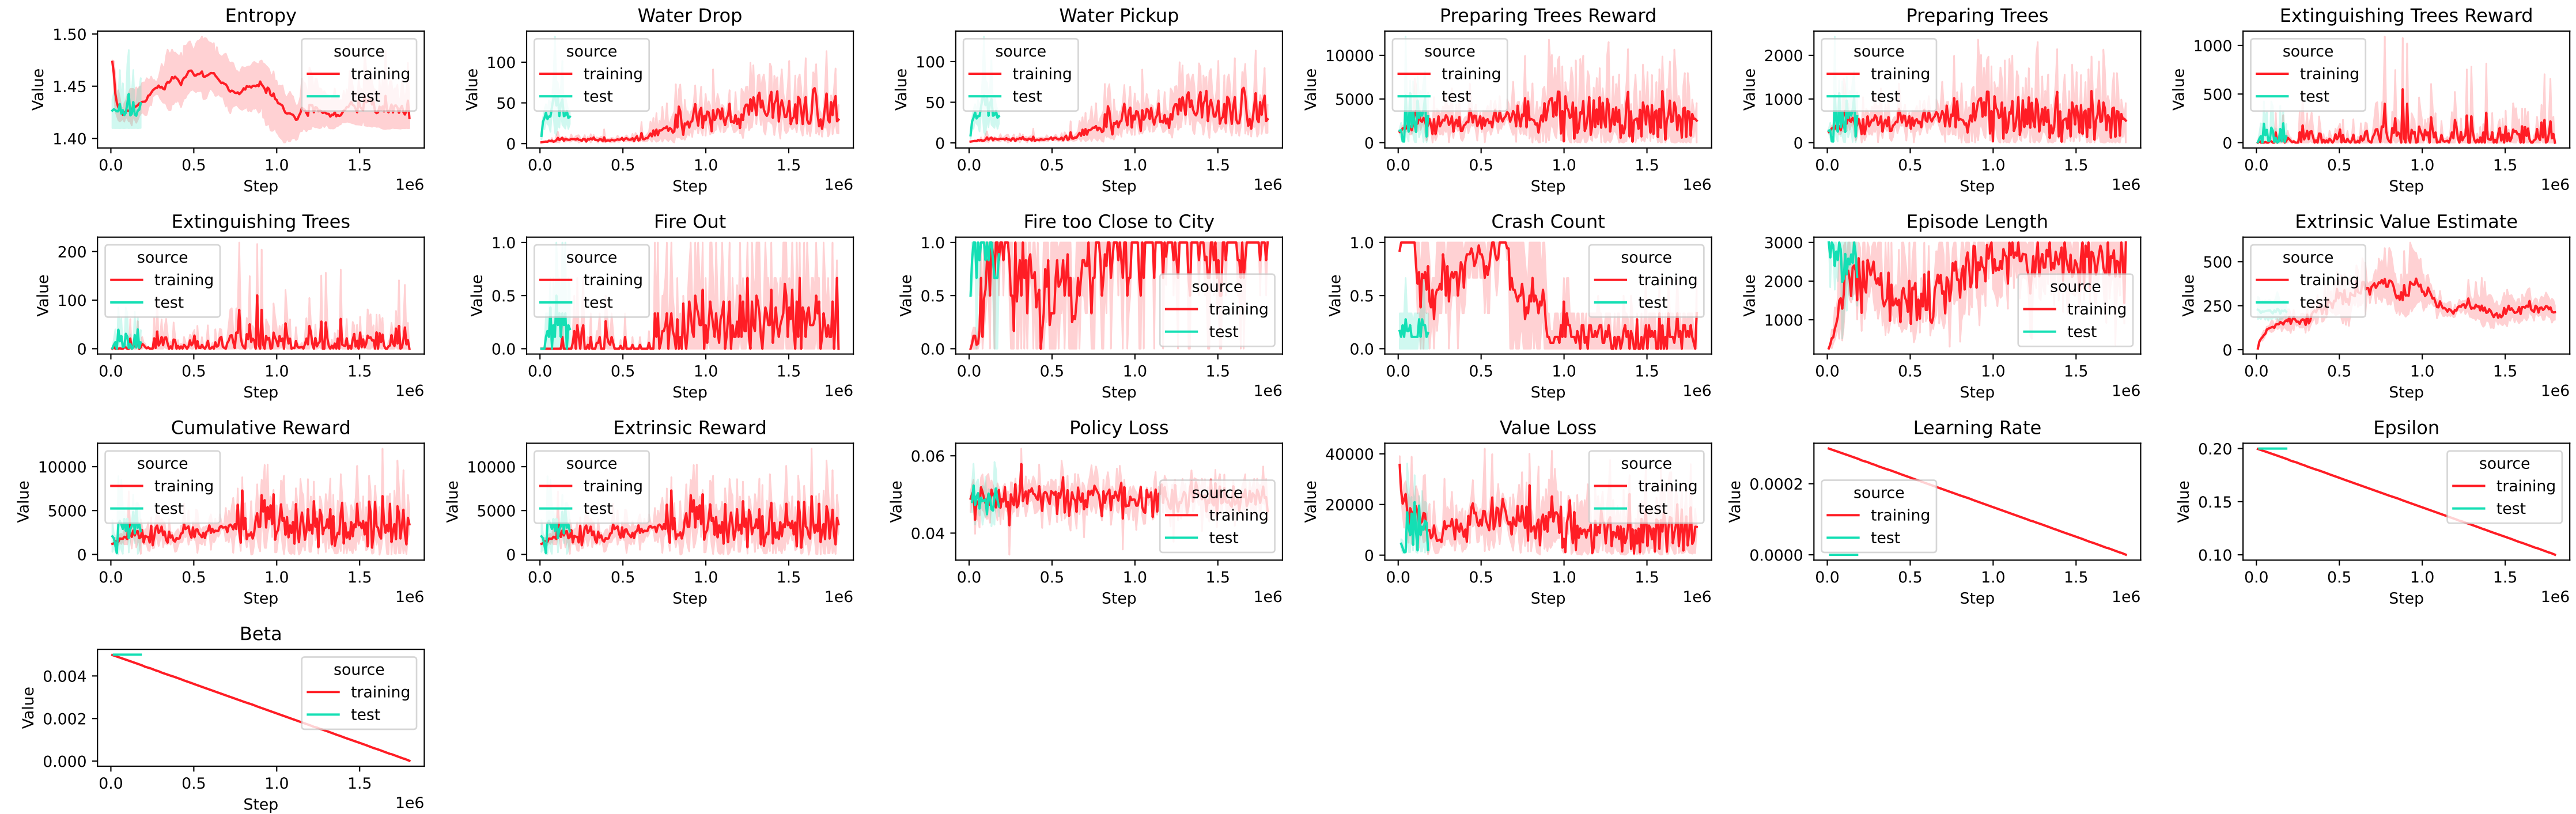 Entropy
Value
1.50
1.45
1.40
source
training
test
0.0 0.5 1.0 1.5
Step
1e6
Water Drop
Value
100
50
0
source
training
test
0.0 0.5 1.0 1.5
Step
1e6
Water Pickup
Value
100
50
0
source
training
test
0.0 0.5 1.0 1.5
Step
1e6
Preparing Trees Reward
Value
10000
5000
0
source
training
test
0.0 0.5 1.0 1.5
Step
1e6
Preparing Trees
Value
2000
1000
0
source
training
test
0.0 0.5 1.0 1.5
Step
1e6
Extinguishing Trees Reward
Value
1000
500
0
source
training
test
0.0 0.5 1.0 1.5
Step
1e6
Extinguishing Trees
Value
200
100
0
source
training
test
0.0 0.5 1.0 1.5
Step
1e6
Fire Out
Value
1.0
0.5
0.0
source
training
test
0.0 0.5 1.0 1.5
Step
1e6
Fire too Close to City
Value
1.0
0.5
0.0
source
training
test
0.0 0.5 1.0 1.5
Step
1e6
Crash Count
Value
1.0
0.5
0.0
source
training
test
0.0 0.5 1.0 1.5
Step
1e6
Episode Length
Value
3000
2000
1000
source
training
test
0.0 0.5 1.0 1.5
Step
1e6
Extrinsic Value Estimate
Value
500
250
0
source
training
test
0.0 0.5 1.0 1.5
Step
1e6
Cumulative Reward
Value
10000
5000
0
source
training
test
0.0 0.5 1.0 1.5
Step
1e6
Extrinsic Reward
Value
10000
5000
0
source
training
test
0.0 0.5 1.0 1.5
Step
1e6
Policy Loss
Value
0.06
0.04
source
training
test
0.0 0.5 1.0 1.5
Step
1e6
Value Loss
Value
40000
20000
0
source
training
test
0.0 0.5 1.0 1.5
Step
1e6
Learning Rate
Value
0.0002
0.0000
source
training
test
0.0 0.5 1.0 1.5
Step
1e6
Epsilon
Value
0.20
0.15
0.10
source
training
test
0.0 0.5 1.0 1.5
Step
1e6
Beta
Value
0.004
0.002
0.000
source
training
test
0.0 0.5 1.0 1.5
Step
1e6